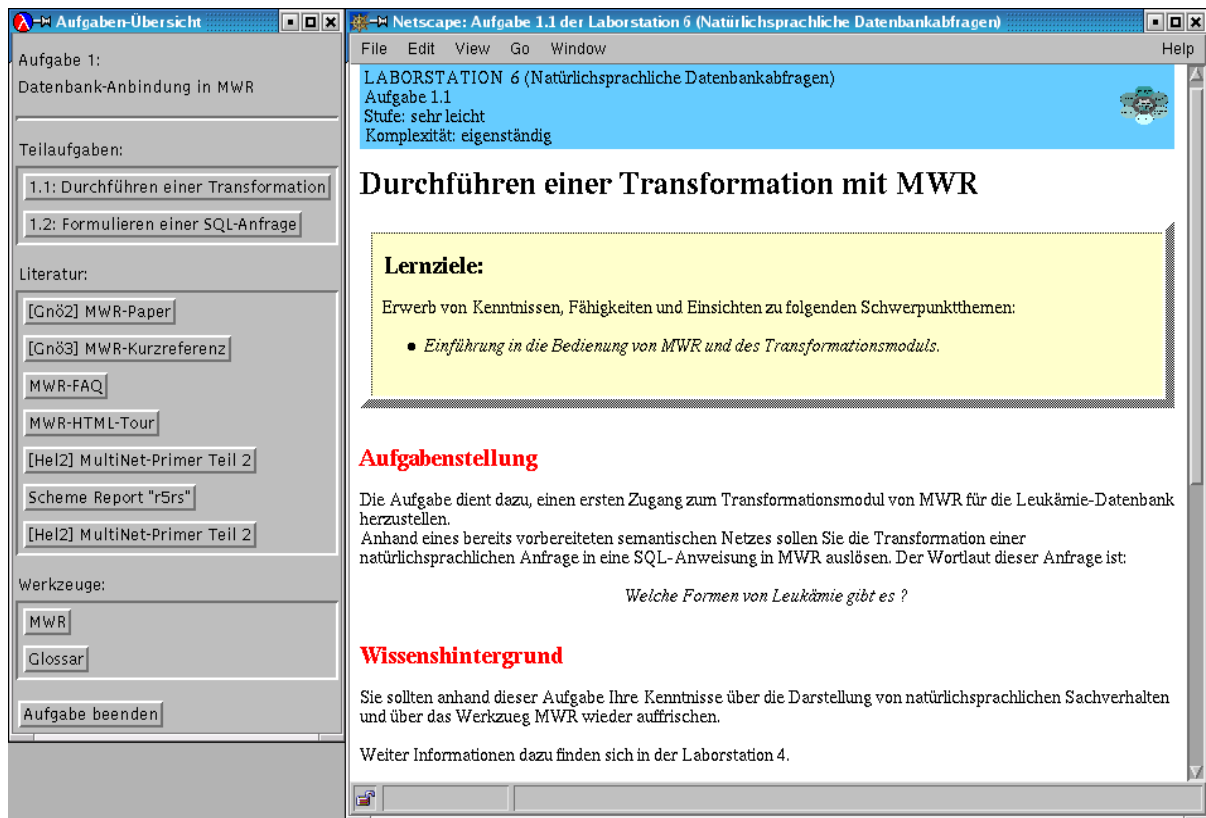 Aufgaben-Übersicht
Aufgabe 1:
Datenbank-Anbindung in MWR
Teilaufgaben:
1.1: Durchführen einer Transformation
1.2: Formulieren einer SQL-Anfrage
Literatur:
[Gnö2] MWR-Paper
[Gnö3] MWR-Kurzreferenz
MWR-FAQ
MWR-HTML-Tour
[Hel2] MultiNet-Primer Teil 2
Scheme Report "r5rs"
[Hel2] MultiNet-Primer Teil 2
Werkzeuge:
MWR
Glossar
Aufgabe beenden
Netscape: Aufgabe 1.1 der Laborstation 6 (Natürlichsprachliche Datenbankabfragen)
File Edit View Go Window Help
LABORSTATION 6 (Natürlichsprachliche Datenbankabfragen)
Aufgabe 1.1
Stufe: sehr leicht
Komplexität: eigenständig
Durchführen einer Transformation mit MWR
Lernziele:
Erwerb von Kenntnissen, Fähigkeiten und Einsichten zu folgenden Schwerpunktthemen:
• Einführung in die Bedienung von MWR und des Transformationsmoduls.
Aufgabenstellung
Die Aufgabe dient dazu, einen ersten Zugang zum Transformationsmodul von MWR für die Leukämie-Datenbank
herzustellen.
Anhand eines bereits vorbereiteten semantischen Netzes sollen Sie die Transformation einer
natürlichsprachlichen Anfrage in eine SQL-Anweisung in MWR auslösen. Der Wortlaut dieser Anfrage ist:
Welche Formen von Leukämie gibt es ?
Wissenshintergrund
Sie sollten anhand dieser Aufgabe Ihre Kenntnisse über die Darstellung von natürlichsprachlichen Sachverhalten
und über das Werkzueg MWR wieder auffrischen.
Weiter Informationen dazu finden sich in der Laborstation 4.